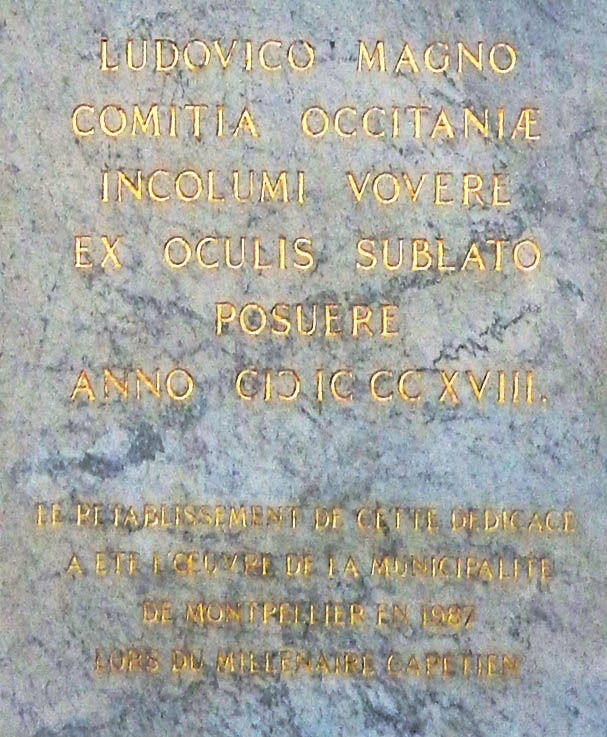 LUDOVICO MAGNO
COMITIA OCCITANIÆ
INCOLUMI VOVERE
EX OCULIS SUBLATO
POSUERE
ANNO CIↃ IC CC XVIII.
LE RETABLISSEMENT DE CETTE DEDICACE
A ETE L'ŒUVRE DE LA MUNICIPALITE
DE MONTPELLIER EN 1987
LORS DU MILLENAIRE CAPETIEN